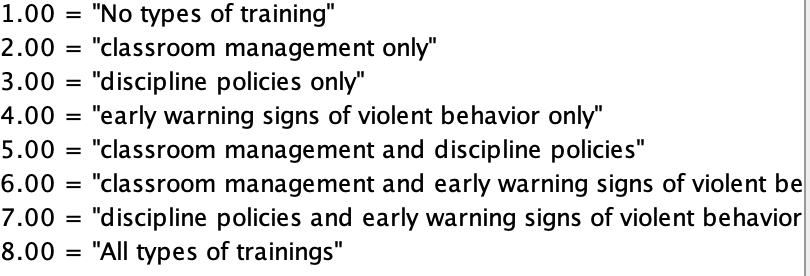 1.00 = "No types of training"
2.00 = "classroom management only"
3.00 = "discipline policies only"
4.00 = "early warning signs of violent behavior only"
5.00 = "classroom management and discipline policies"
6.00 = "classroom management and early warning signs of violent be
7.00 = "discipline policies and early warning signs of violent behavior
8.00 = "All types of trainings"